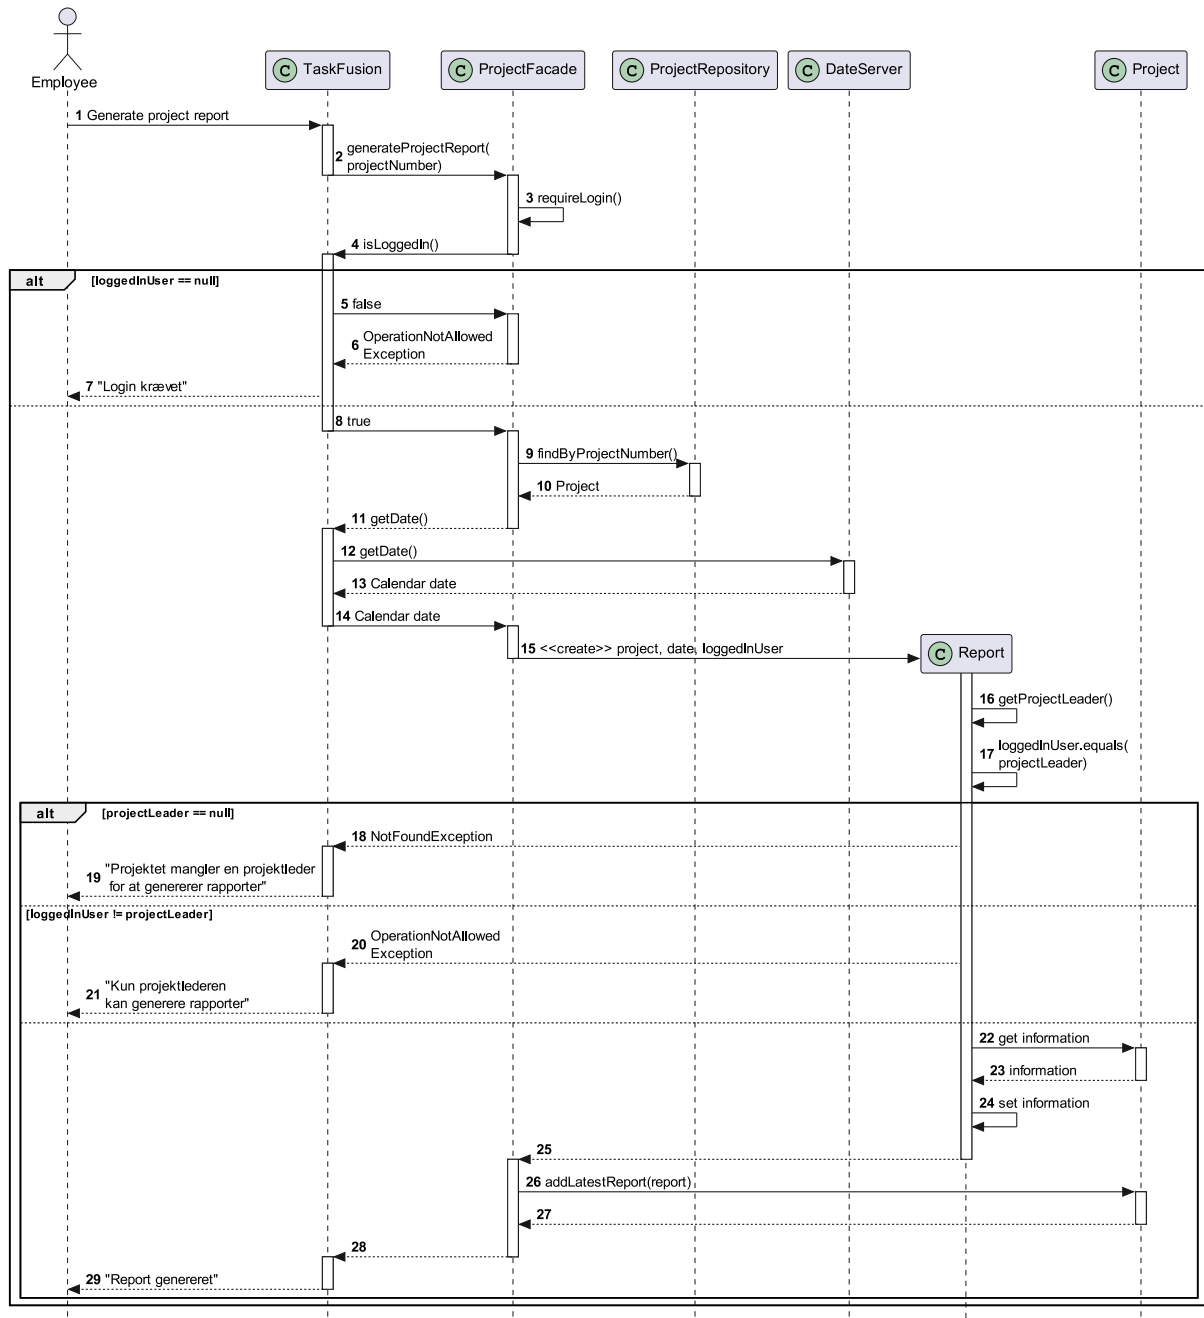 Employee
C TaskFusion
C ProjectFacade
C ProjectRepository
C DateServer
C Project
1 Generate project report
2 generateProjectReport(
projectNumber)
3 requireLogin()
4 isLoggedIn()
alt [loggedInUser == null]
5 false
6 OperationNotAllowed
Exception
7 "Login krævet"
8 true
9 findByProjectNumber()
10 Project
11 getDate()
12 getDate()
13 Calendar date
14 Calendar date
15 <<create>> project, date, loggedInUser
C Report
16 getProjectLeader()
17 loggedInUser.equals(
projectLeader)
alt [projectLeader == null]
18 NotFoundException
19 "Projektet mangler en projektleder
for at genererer rapporter"
[loggedInUser != projectLeader]
20 OperationNotAllowed
Exception
21 "Kun projektlederen
kan generere rapporter"
22 get information
23 information
24 set information
25
26 addLatestReport(report)
27
28
29 "Report genereret"